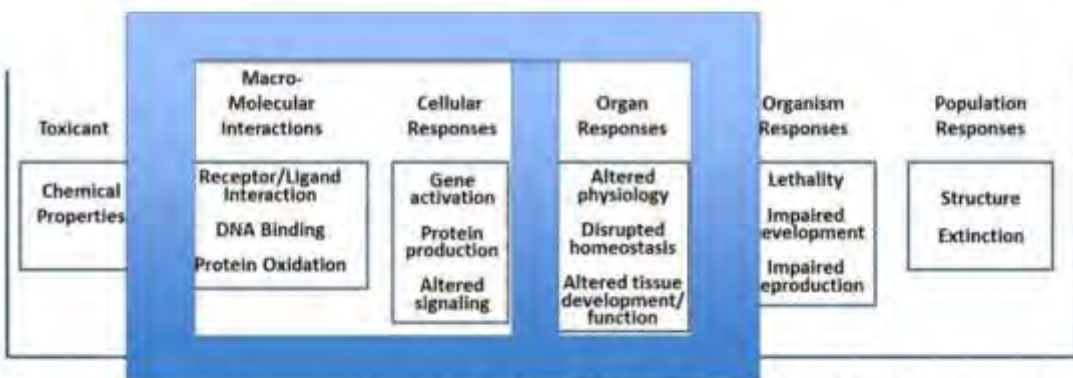 Toxicant
Chemical
Properties
Macro-
Molecular
Interactions
Receptor/Ligand
Interaction
DNA Binding
Protein Oxidation
Cellular
Responses
Gene
activation
Protein
production
Altered
signaling
Organ
Responses
Altered
physiology
Disrupted
homeostasis
Altered tissue
development/
function
Organism
Responses
Lethality
Impaired
evelopment
Impaired
eproduction
Population
Responses
Structure
Extinction